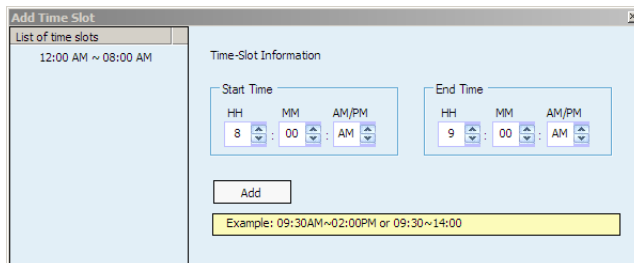 Add Time Slot
List of time slots
12:00 AM ~ 08:00 AM
Time-Slot Information
Start Time
End Time
HH MM AM/PM
HH MM AM/PM
8 : 00 : AM
9 : 00 : AM
Add
Example: 09:30AM~02:00PM or 09:30~14:00